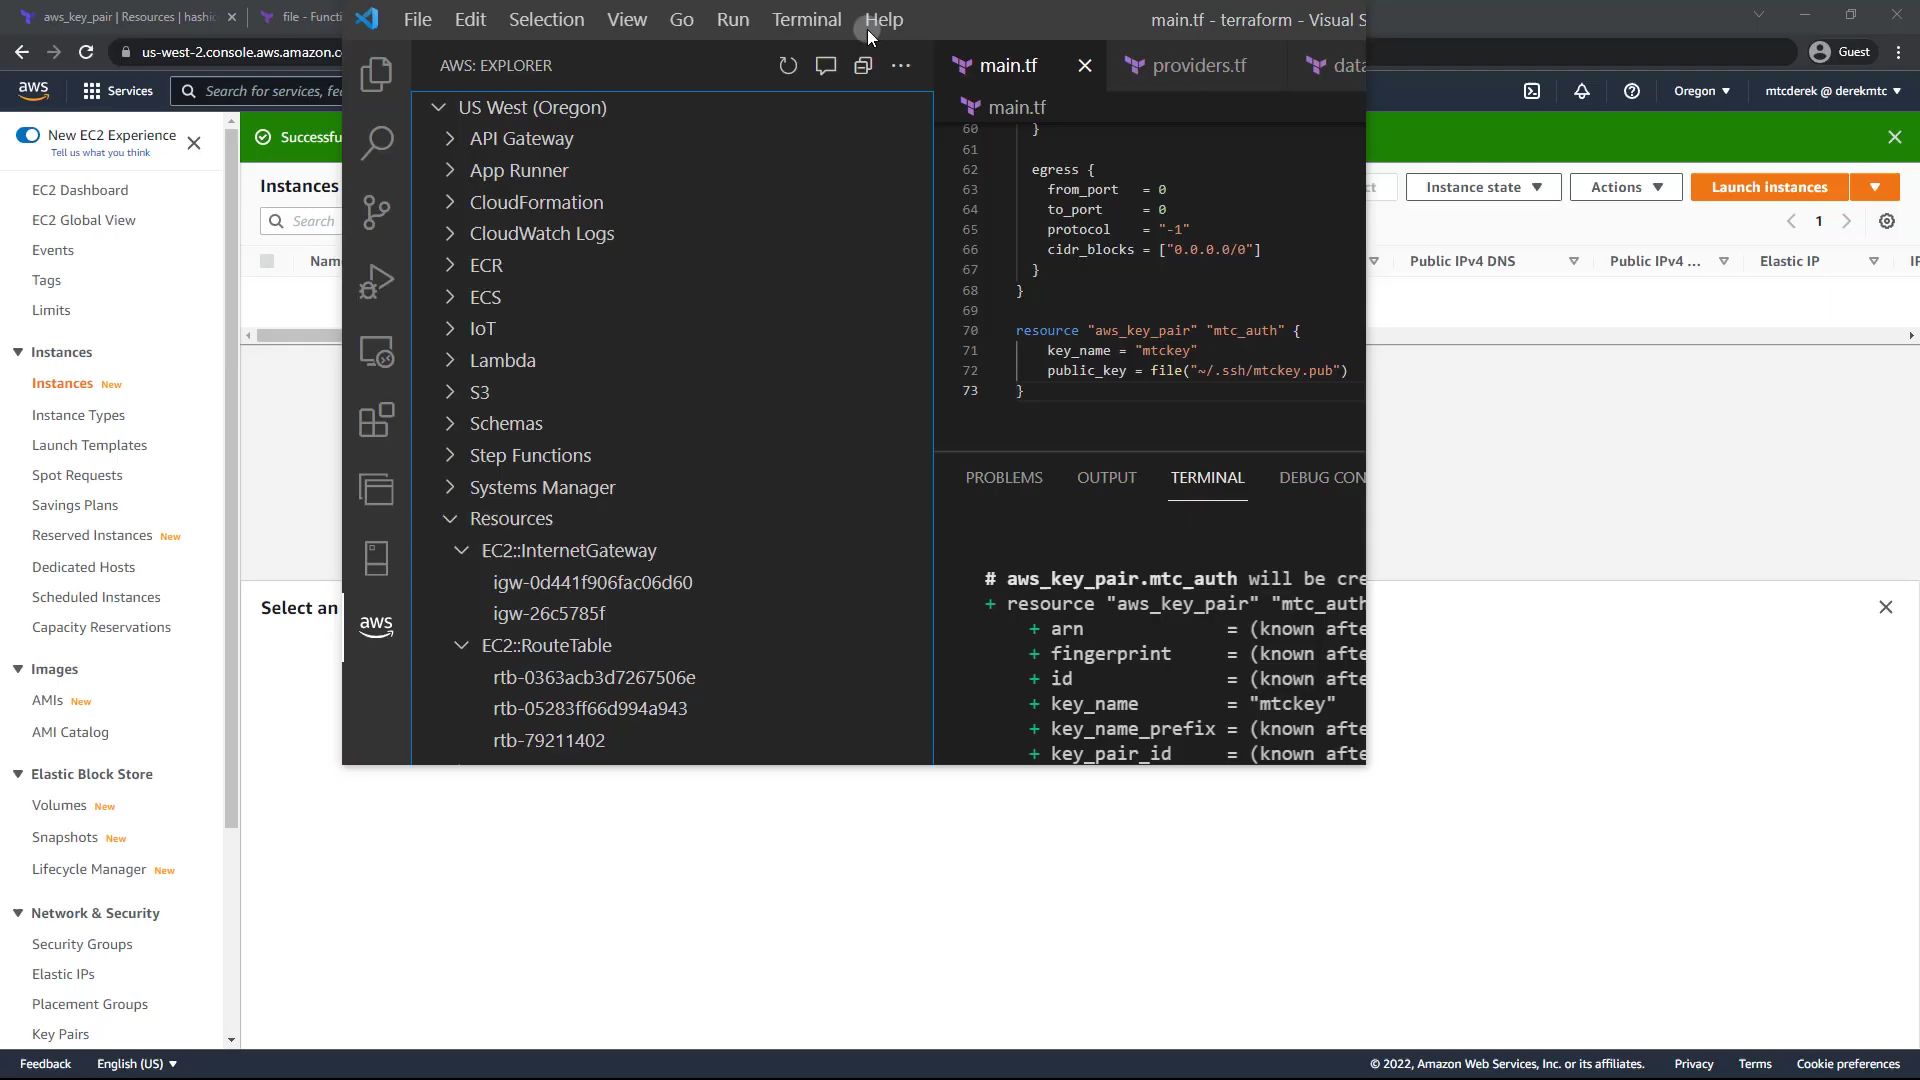 aws_key_pair | Resources | hashic
file - Functi
us-west-2.console.aws.amazon.c
Guest
File Edit Selection View Go Run Terminal Help
main.tf - terraform - Visual S
aws
Services
Search for services, fea
Oregon
mtcderek @ derekmtc
New EC2 Experience
Tell us what you think
EC2 Dashboard
EC2 Global View
Events
Tags
Limits
Instances
Instances New
Instance Types
Launch Templates
Spot Requests
Savings Plans
Reserved Instances New
Dedicated Hosts
Scheduled Instances
Capacity Reservations
Images
AMIs New
AMI Catalog
Elastic Block Store
Volumes New
Snapshots New
Lifecycle Manager New
Network & Security
Security Groups
Elastic IPs
Placement Groups
Key Pairs
Successfu
Instances
Search
Nam
Select an
AWS: EXPLORER
US West (Oregon)
API Gateway
App Runner
CloudFormation
CloudWatch Logs
ECR
ECS
IoT
Lambda
S3
Schemas
Step Functions
Systems Manager
Resources
EC2::InternetGateway
igw-0d441f906fac06d60
igw-26c5785f
EC2::RouteTable
rtb-0363acb3d7267506e
rtb-05283ff66d994a943
rtb-79211402
aws
main.tf
providers.tf
data
main.tf
60 }
61
62 egress {
63 from_port = 0
64 to_port = 0
65 protocol = "-1"
66 cidr_blocks = ["0.0.0.0/0"]
67 }
68 }
69
70 resource "aws_key_pair" "mtc_auth" {
71 key_name = "mtckey"
72 public_key = file("~/.ssh/mtckey.pub")
73 }
PROBLEMS OUTPUT TERMINAL DEBUG CON
# aws_key_pair.mtc_auth will be cre
+ resource "aws_key_pair" "mtc_auth
+ arn = (known afte
+ fingerprint = (known afte
+ id = (known afte
+ key_name = "mtckey"
+ key_name_prefix = (known afte
+ key_pair_id = (known afte
ct
Instance state
Actions
Launch instances
1
Public IPv4 DNS
Public IPv4 ...
Elastic IP
IP
Feedback
English (US)
© 2022, Amazon Web Services, Inc. or its affiliates.
Privacy
Terms
Cookie preferences